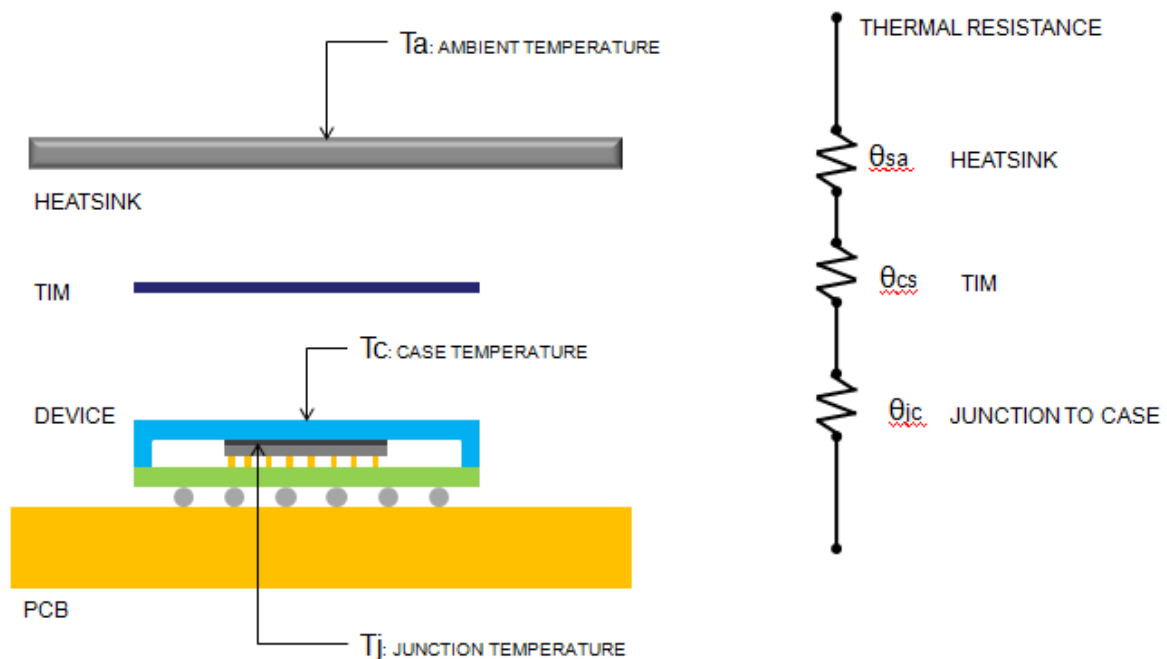 Ta: AMBIENT TEMPERATURE
THERMAL RESISTANCE
θsa HEATSINK
HEATSINK
TIM
θcs TIM
Tc: CASE TEMPERATURE
DEVICE
θjc JUNCTION TO CASE
PCB
Tj: JUNCTION TEMPERATURE